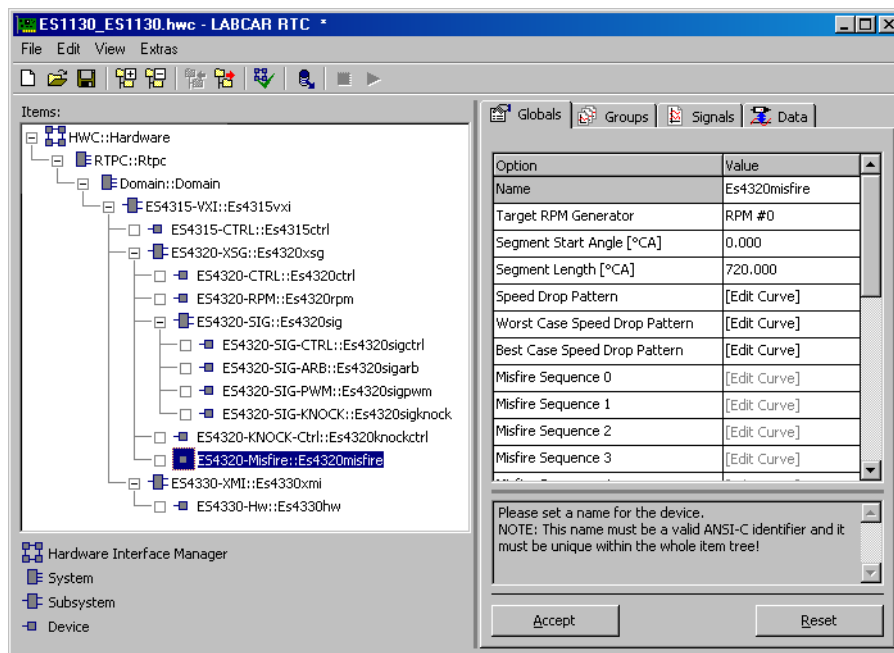 ES1130_ES1130.hwc - LABCAR RTC *
File Edit View Extras
Items:
HWC::Hardware
RTPC::Rtpc
Domain::Domain
ES4315-VXI::Es4315vxi
ES4315-CTRL::Es4315ctrl
ES4320-XSG::Es4320xsg
ES4320-CTRL::Es4320ctrl
ES4320-RPM::Es4320rpm
ES4320-SIG::Es4320sig
ES4320-SIG-CTRL::Es4320sigctrl
ES4320-SIG-ARB::Es4320sigarb
ES4320-SIG-PWM::Es4320sigpwm
ES4320-SIG-KNOCK::Es4320sigknock
ES4320-KNOCK-Ctrl::Es4320knockctrl
ES4320-Misfire::Es4320misfire
ES4330-XMI::Es4330xmi
ES4330-Hw::Es4330hw
Hardware Interface Manager
System
Subsystem
Device
Globals Groups Signals Data
Option Value
Name Es4320misfire
Target RPM Generator RPM #0
Segment Start Angle [°CA] 0.000
Segment Length [°CA] 720.000
Speed Drop Pattern [Edit Curve]
Worst Case Speed Drop Pattern [Edit Curve]
Best Case Speed Drop Pattern [Edit Curve]
Misfire Sequence 0 [Edit Curve]
Misfire Sequence 1 [Edit Curve]
Misfire Sequence 2 [Edit Curve]
Misfire Sequence 3 [Edit Curve]
Please set a name for the device.
NOTE: This name must be a valid ANSI-C identifier and it
must be unique within the whole item tree!
Accept Reset